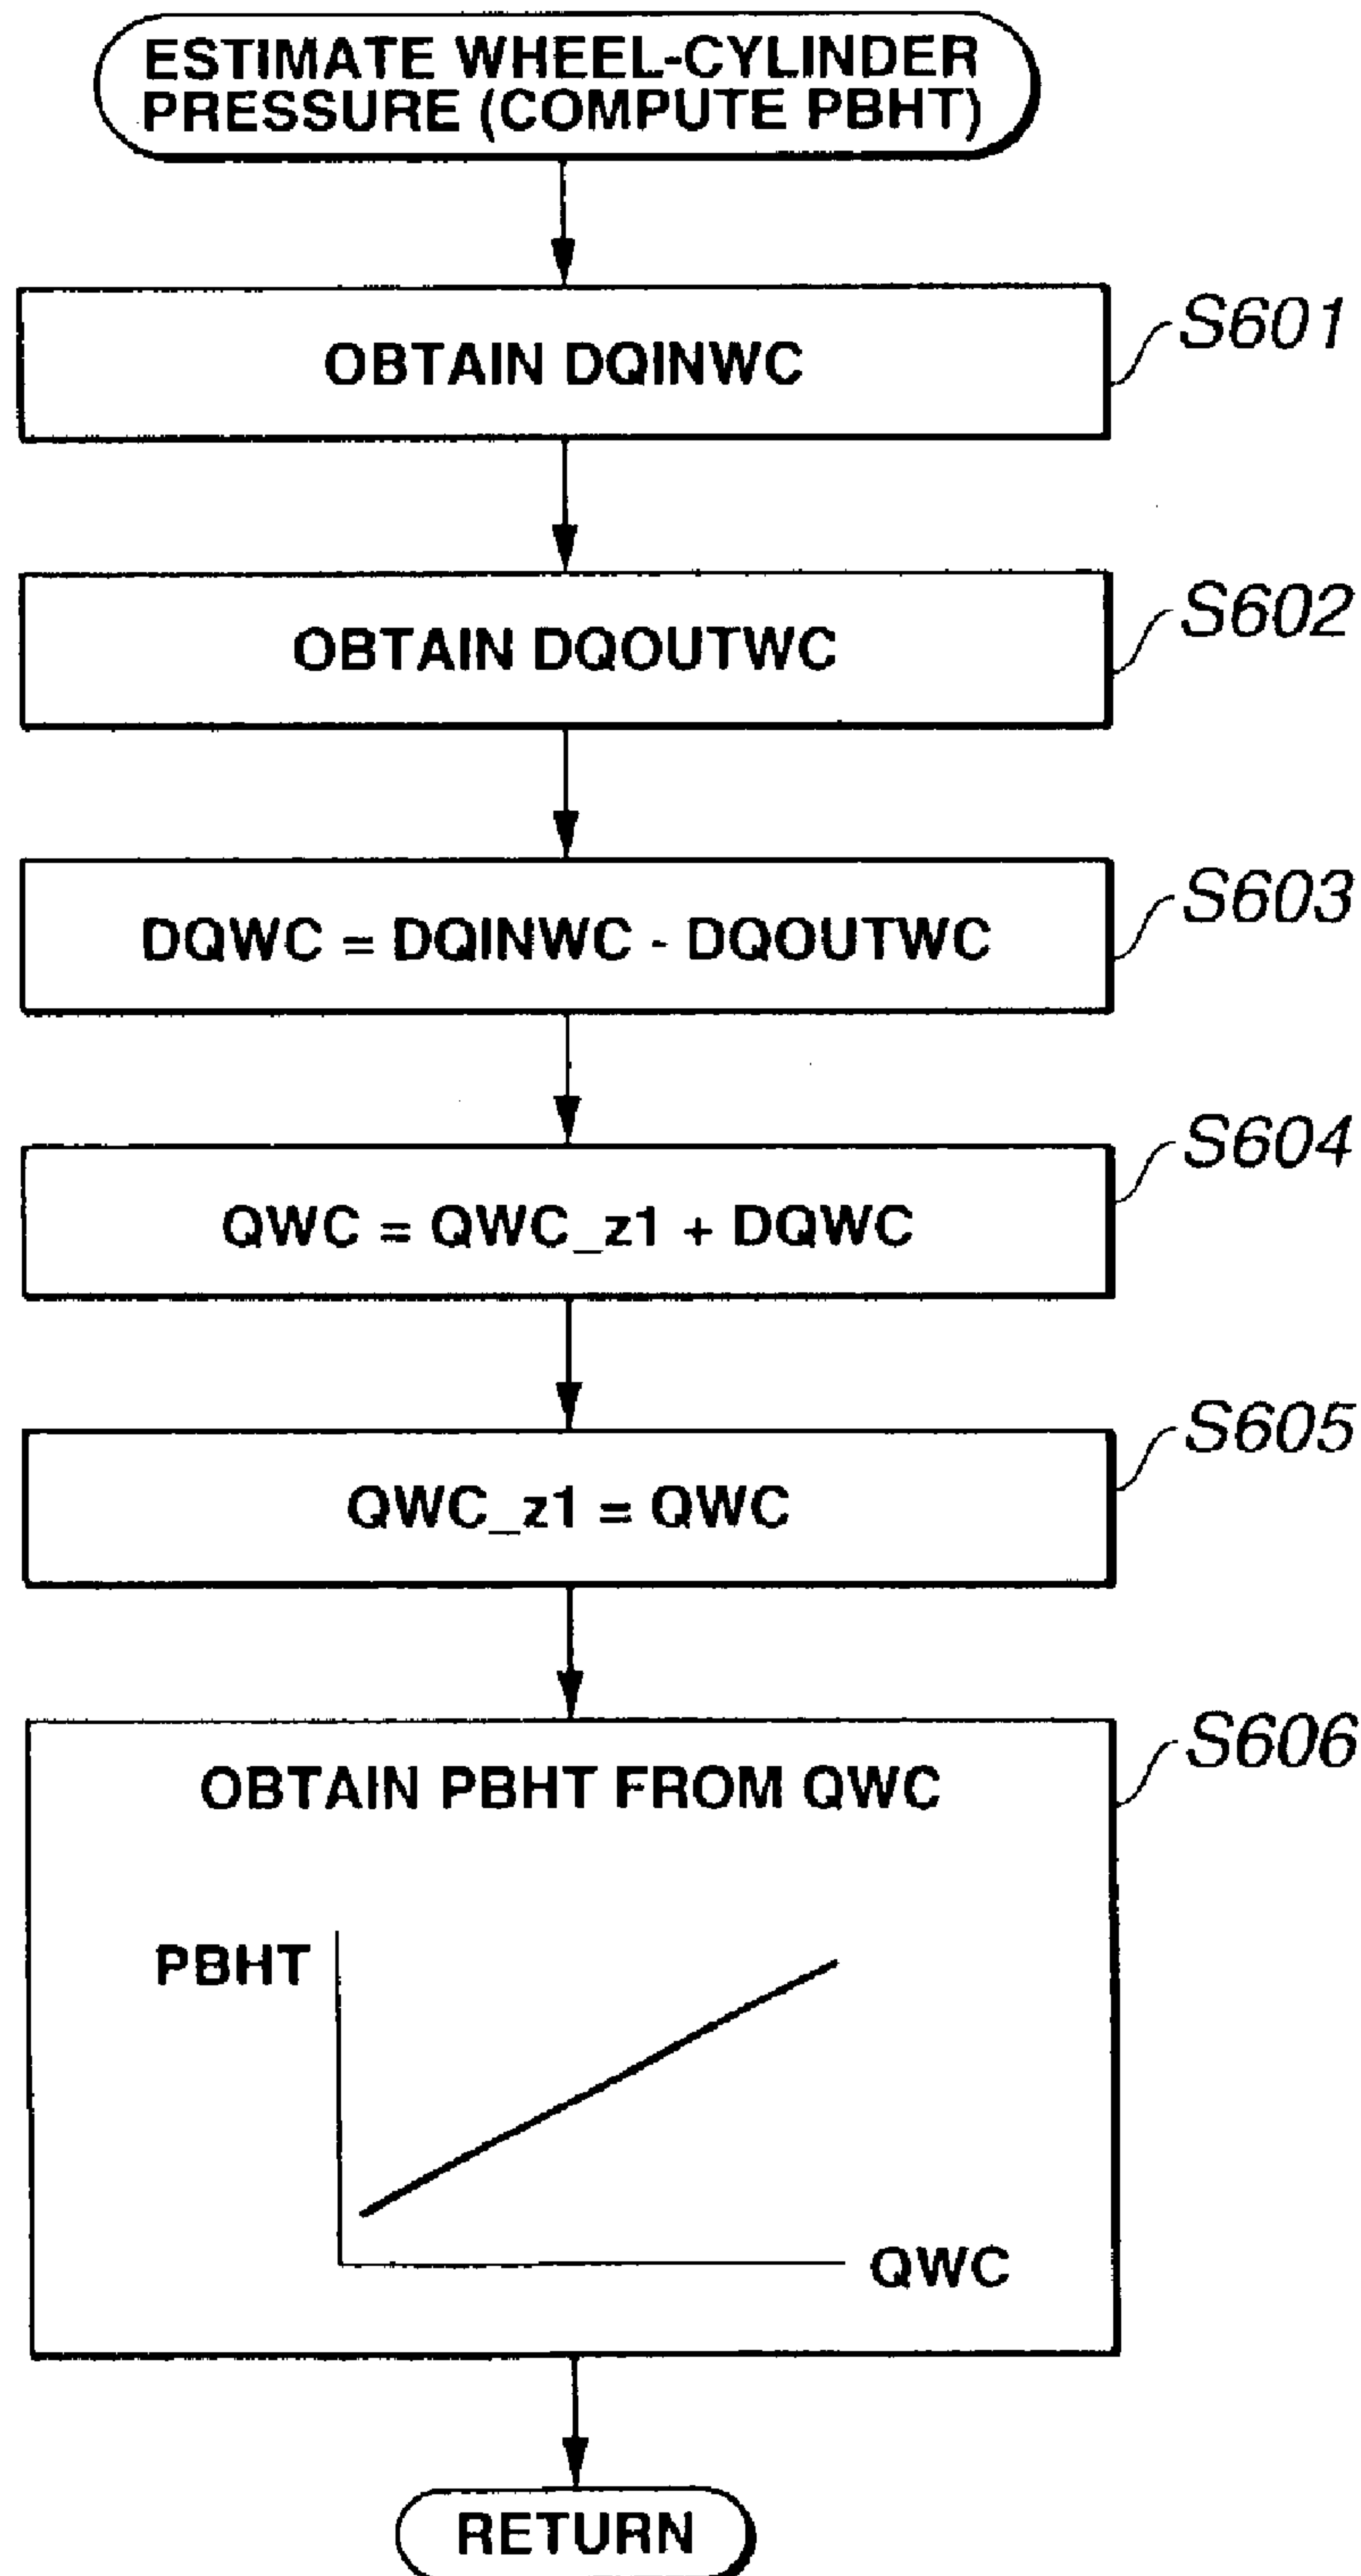 ESTIMATE WHEEL-CYLINDER
PRESSURE (COMPUTE PBHT)
OBTAIN DQINWC
S601
OBTAIN DQOUTWC
S602
DQWC = DQINWC - DQOUTWC
S603
QWC = QWC_z1 + DQWC
S604
QWC_z1 = QWC
S605
OBTAIN PBHT FROM QWC
S606
PBHT
QWC
RETURN